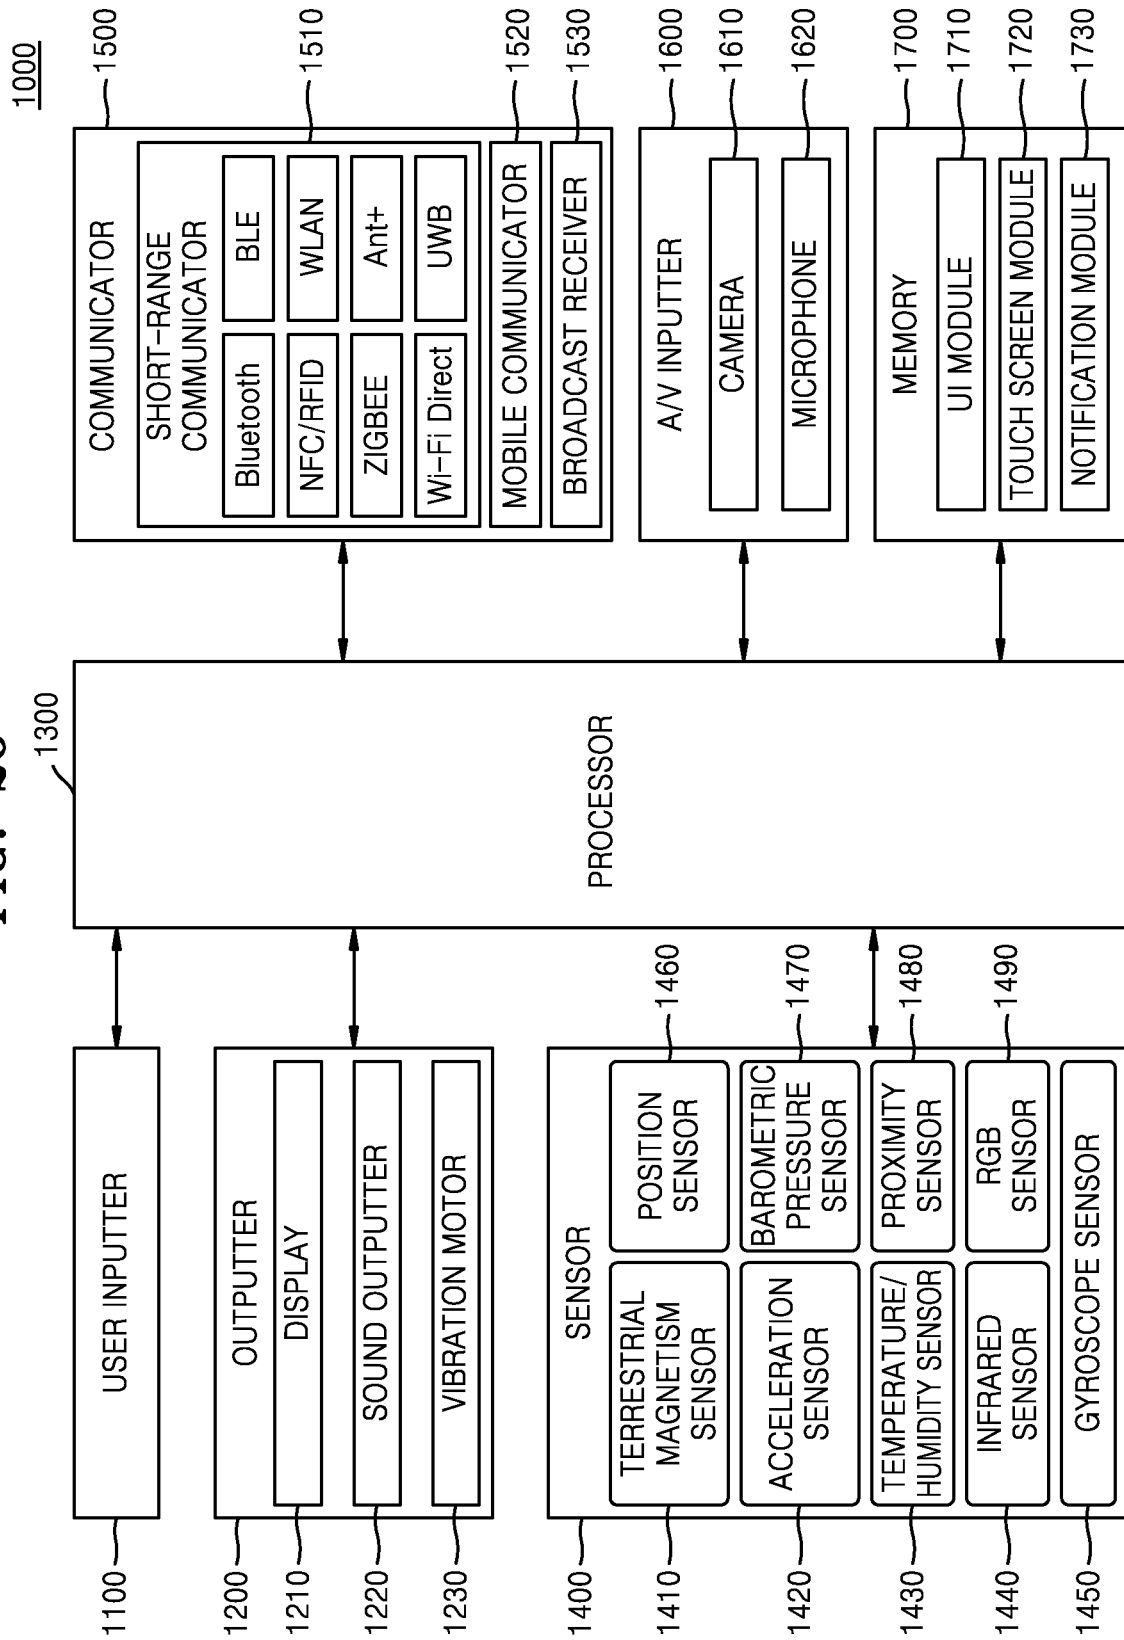 FIG.
1000
1300
1100
USER INPUTTER
1200
OUTPUTTER
1210
DISPLAY
1220
SOUND OUTPUTTER
1230
VIBRATION MOTOR
1400
SENSOR
1410
TERRESTRIAL
MAGNETISM
SENSOR
POSITION
SENSOR
1460
1420
ACCELERATION
SENSOR
BAROMETRIC
PRESSURE
SENSOR
1470
1430
TEMPERATURE/
HUMIDITY SENSOR
PROXIMITY
SENSOR
1480
1440
INFRARED
SENSOR
RGB
SENSOR
1490
1450
GYROSCOPE SENSOR
PROCESSOR
COMMUNICATOR
1500
SHORT-RANGE
COMMUNICATOR
1510
Bluetooth
BLE
NFC/RFID
WLAN
ZIGBEE
Ant+
Wi-Fi Direct
UWB
MOBILE COMMUNICATOR
1520
BROADCAST RECEIVER
1530
A/V INPUTTER
1600
CAMERA
1610
MICROPHONE
1620
MEMORY
1700
UI MODULE
1710
TOUCH SCREEN MODULE
1720
NOTIFICATION MODULE
1730